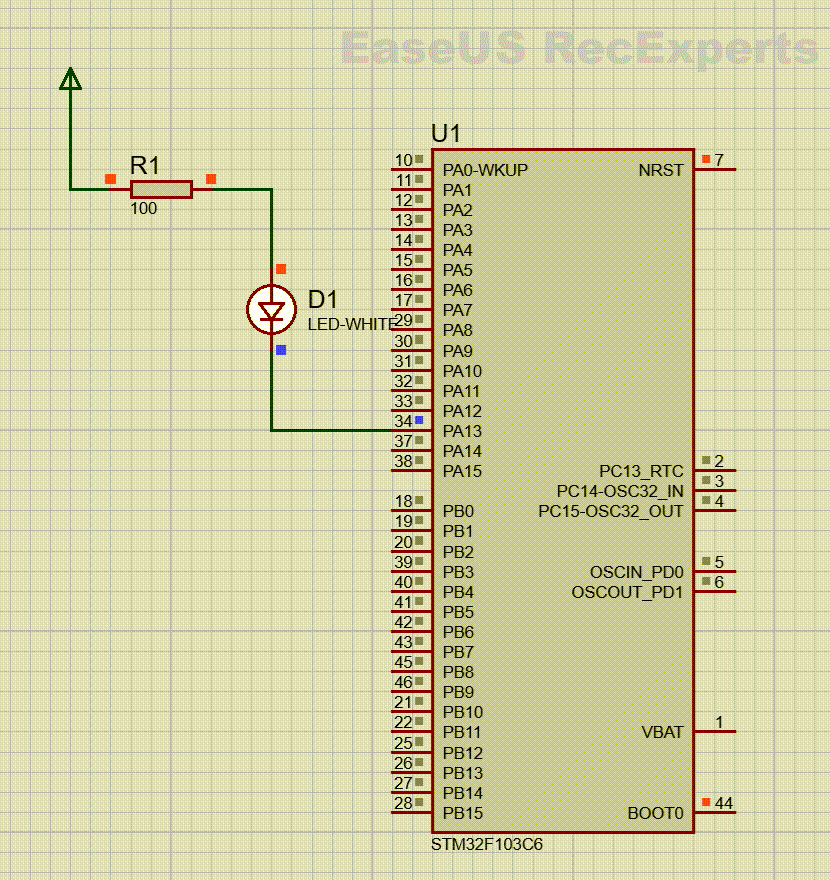 EaseUS RecExperts
U1
R1
100
D1
LED-WHITE
10 PA0-WKUP
11 PA1
12 PA2
13 PA3
14 PA4
15 PA5
16 PA6
17 PA7
29 PA8
30 PA9
31 PA10
32 PA11
33 PA12
34 PA13
37 PA14
38 PA15
18 PB0
19 PB1
20 PB2
39 PB3
40 PB4
41 PB5
42 PB6
43 PB7
45 PB8
46 PB9
21 PB10
22 PB11
25 PB12
26 PB13
27 PB14
28 PB15
NRST 7
PC13_RTC 2
PC14-OSC32_IN 3
PC15-OSC32_OUT 4
OSCIN_PD0 5
OSCOUT_PD1 6
VBAT 1
BOOT0 44
STM32F103C6